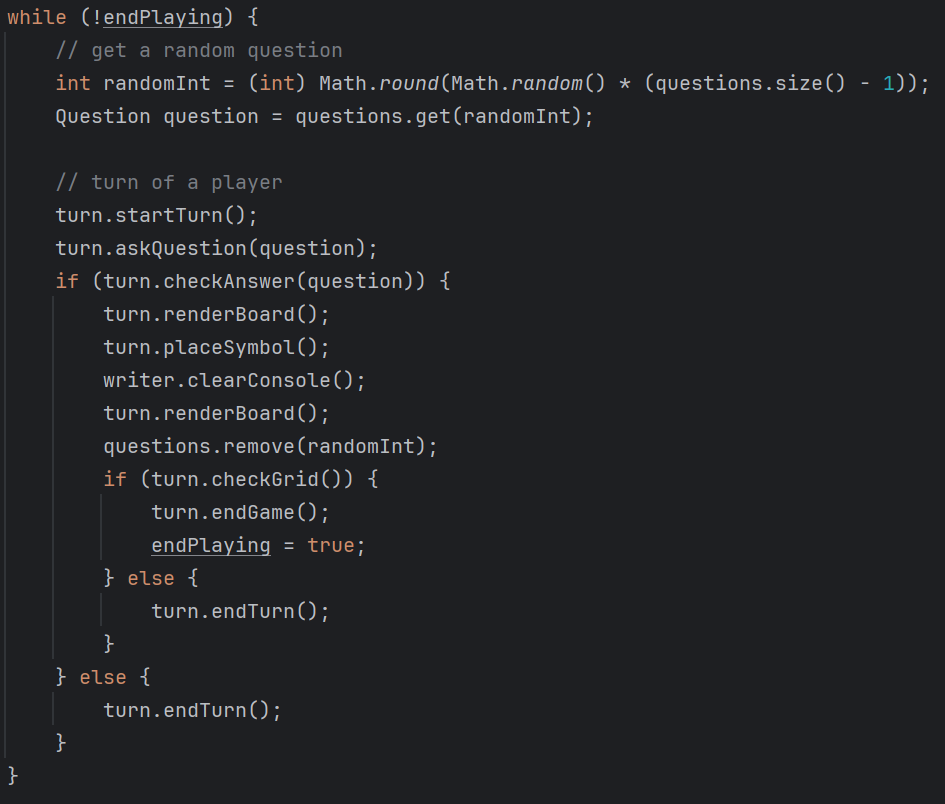 while (!endPlaying) {
    // get a random question
    int randomInt = (int) Math.round(Math.random() * (questions.size() - 1));
    Question question = questions.get(randomInt);

    // turn of a player
    turn.startTurn();
    turn.askQuestion(question);
    if (turn.checkAnswer(question)) {
        turn.renderBoard();
        turn.placeSymbol();
        writer.clearConsole();
        turn.renderBoard();
        questions.remove(randomInt);
        if (turn.checkGrid()) {
            turn.endGame();
            endPlaying = true;
        } else {
            turn.endTurn();
        }
    } else {
        turn.endTurn();
    }
}